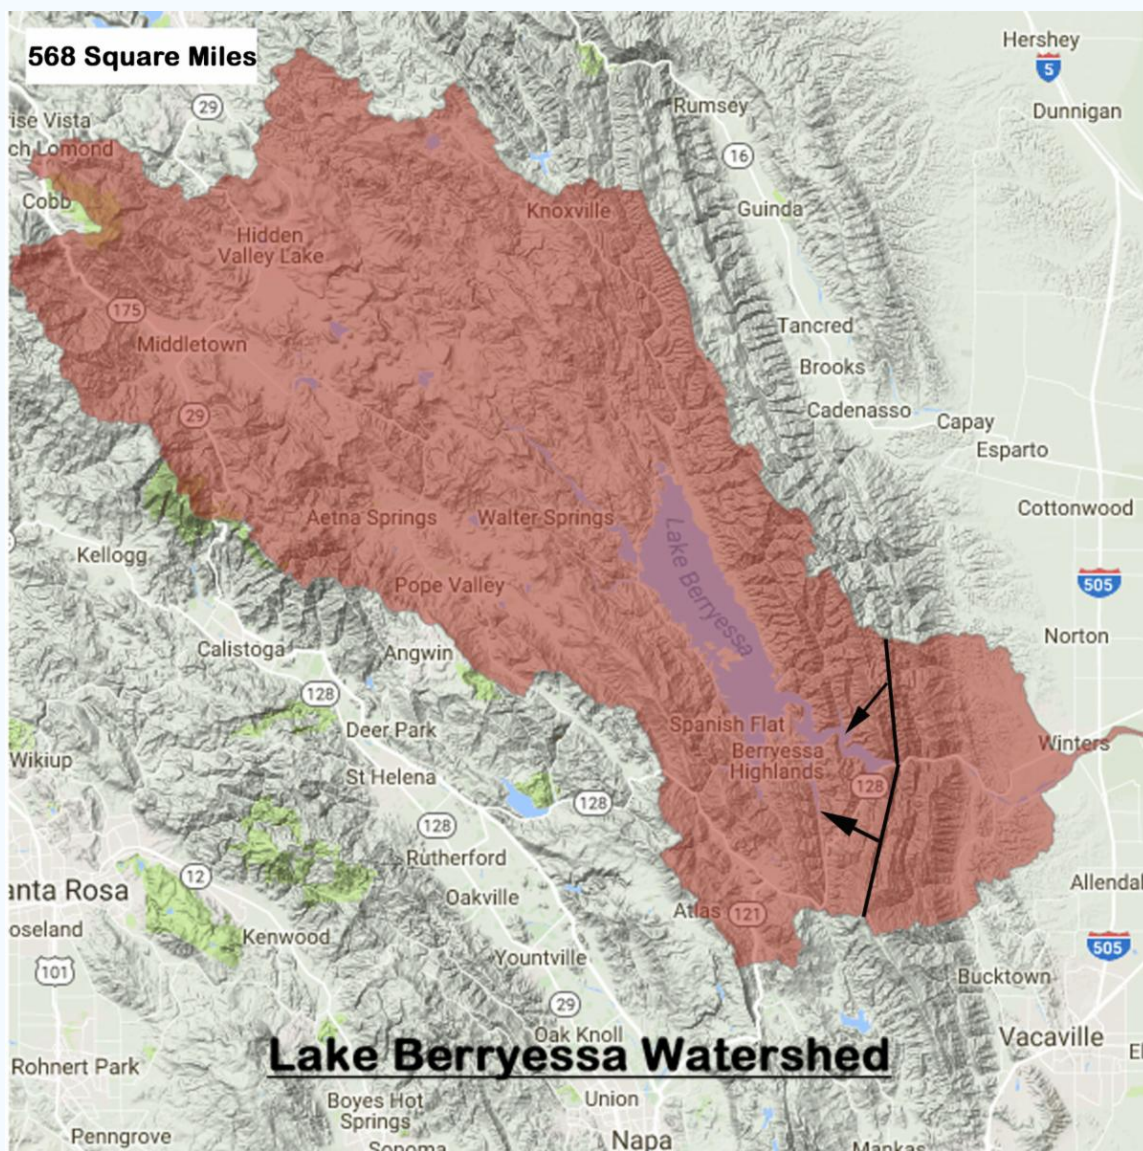 568 Square Miles
Hershey
5
Dunnigan
29
Rumsey
rise Vista
ch Lomond
16
Cobb
Knoxville
Guinda
Hidden
Valley Lake
175
Tancred
Middletown
Brooks
29
Cadenasso
Capay
Esparto
Aetna Springs
Walter Springs
Cottonwood
Lake Berryessa
Kellogg
Pope Valley
505
Calistoga
Angwin
Norton
128
Deer Park
Spanish Flat
Winters
Wikiup
Berryessa
Highlands
St Helena
128
128
128
Rutherford
12
anta Rosa
Oakville
Allendal
Atlas
121
oseland
Kenwood
505
Yountville
101
Bucktown
29
Oak Knoll
Vacaville
El
Lake Berryessa Watershed
Rohnert Park
Boyes Hot
Springs
Union
Penngrove
Sonoma
Napa
Mankas